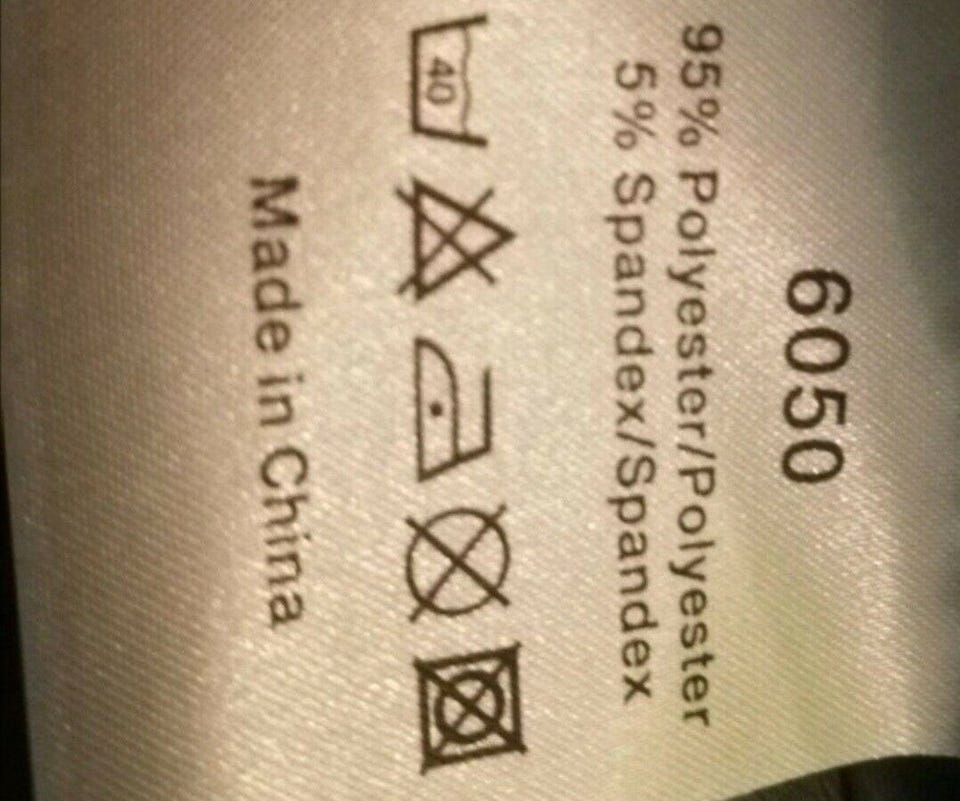 6050
95% Polyester/Polyester
5% Spandex/Spandex
40
Made in China